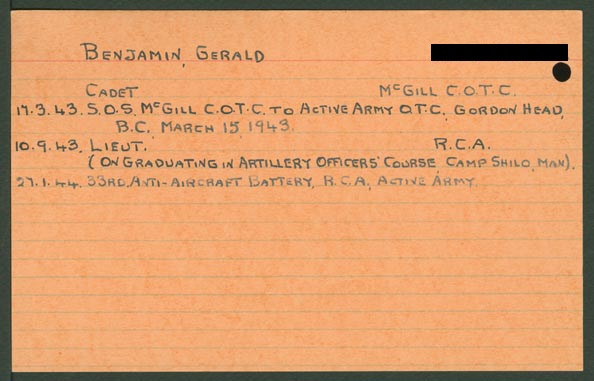 BENJAMIN, GERALD
CADET McGILL C.O.T.C.
17.3.43. S.O.S. McGILL C.O.T.C. TO ACTIVE ARMY O.T.C. GORDON HEAD,
B.C. MARCH 15, 1943.
10.9.43. LIEUT. R.C.A.
(ON GRADUATING IN ARTILLERY OFFICERS' COURSE, CAMP SHILO, MAN).
27.1.44. 33RD. ANTI-AIRCRAFT BATTERY, R.C.A., ACTIVE ARMY.